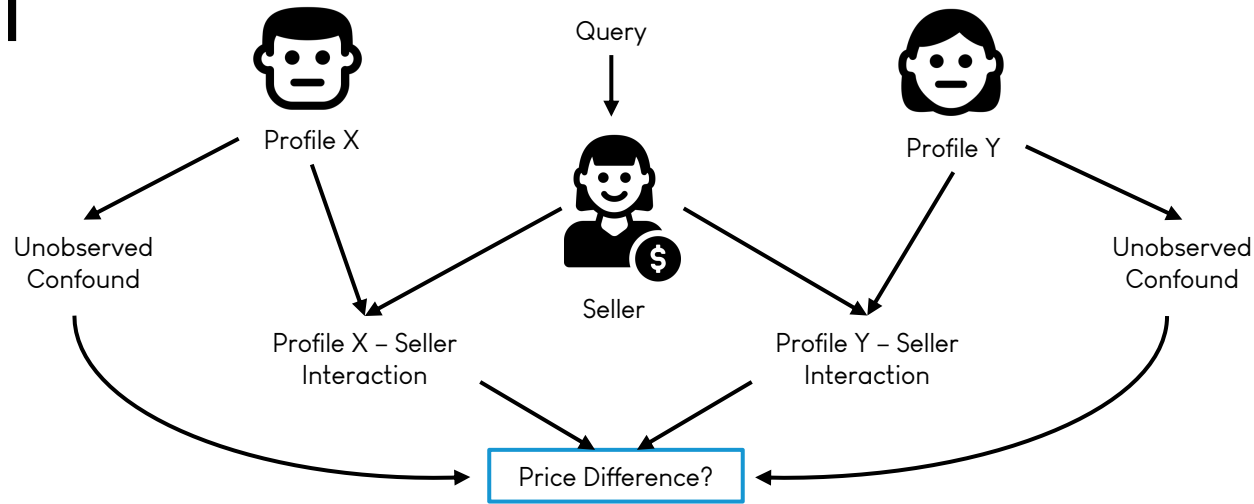 Query
Profile X
Profile Y
$
Unobserved
Confound
Seller
Unobserved
Confound
Profile X – Seller
Interaction
Profile Y – Seller
Interaction
Price Difference?